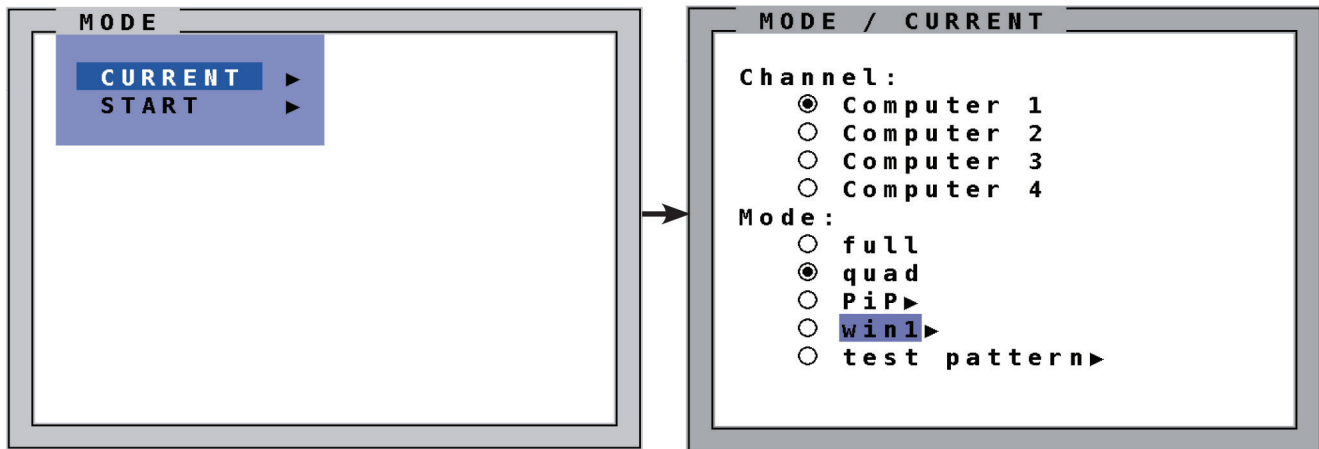 MODE
CURRENT ▶
START ▶
MODE / CURRENT
Channel:
Computer 1
Computer 2
Computer 3
Computer 4
Mode:
full
quad
PiP▶
win1▶
test pattern▶